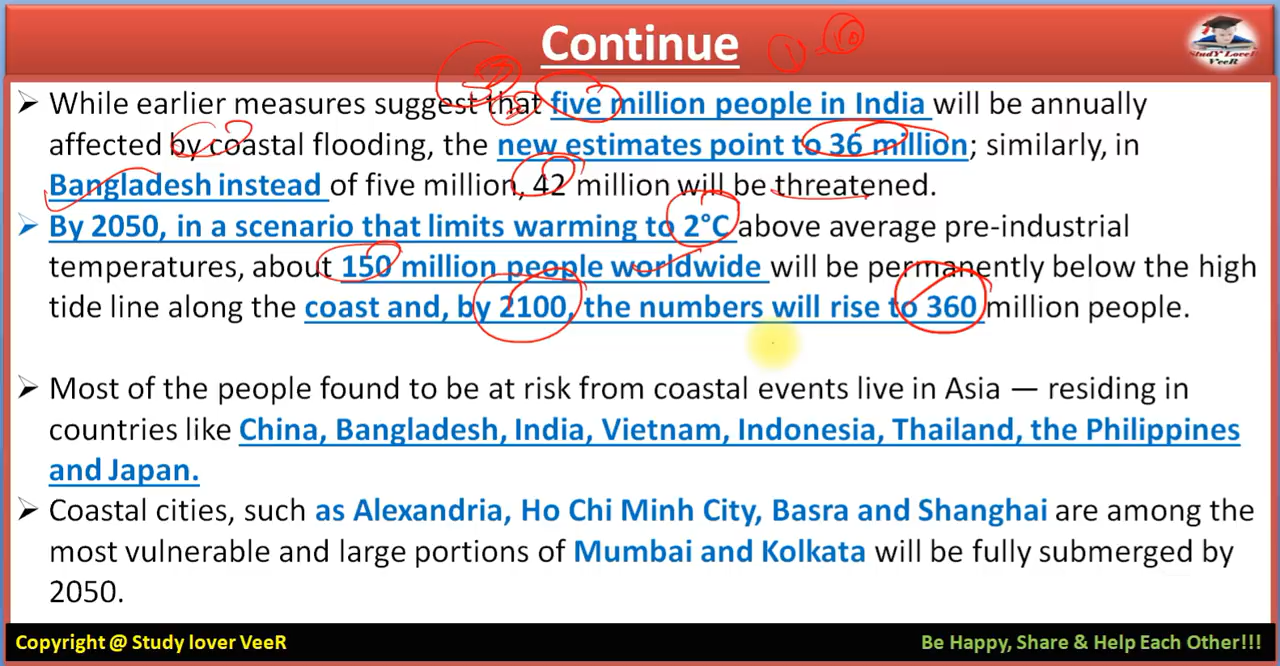 Continue
Study LoveR
VeeR
➢ While earlier measures suggest that five million people in India will be annually
affected by coastal flooding, the new estimates point to 36 million; similarly, in
Bangladesh instead of five million, 42 million will be threatened.
➢ By 2050, in a scenario that limits warming to 2°C above average pre-industrial
temperatures, about 150 million people worldwide will be permanently below the high
tide line along the coast and, by 2100, the numbers will rise to 360 million people.
➢ Most of the people found to be at risk from coastal events live in Asia — residing in
countries like China, Bangladesh, India, Vietnam, Indonesia, Thailand, the Philippines
and Japan.
➢ Coastal cities, such as Alexandria, Ho Chi Minh City, Basra and Shanghai are among the
most vulnerable and large portions of Mumbai and Kolkata will be fully submerged by
2050.
Copyright @ Study lover VeeR
Be Happy, Share & Help Each Other!!!